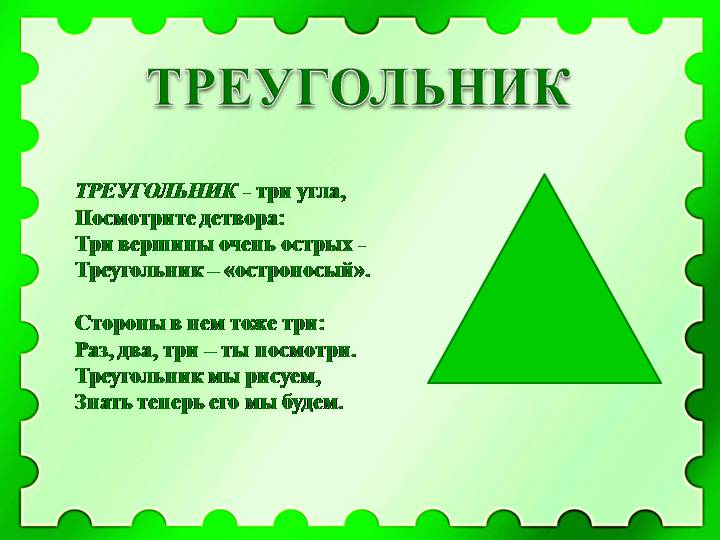 ТРЕУГОЛЬНИК
ТРЕУГОЛЬНИК - три угла,
Посмотрите детвора:
Три вершины очень острых -
Треугольник – «остроносый».
Стороны в нем тоже три:
Раз, два, три – ты посмотри.
Треугольник мы рисуем,
Знать теперь его мы будем.